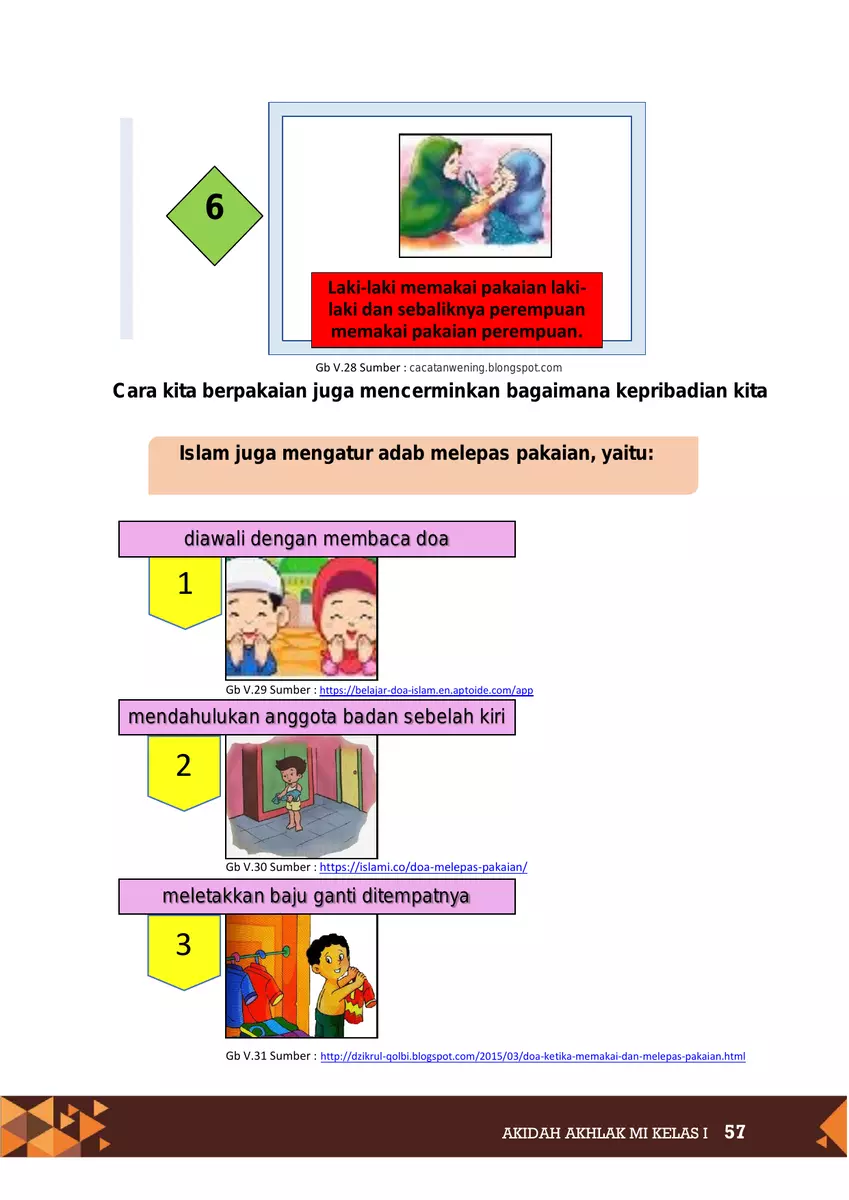 6
Laki-laki memakai pakaian laki-
laki dan sebaliknya perempuan
memakai pakaian perempuan.
Gb V.28 Sumber : cacatanwening.blongspot.com
Cara kita berpakaian juga mencerminkan bagaimana kepribadian kita
Islam juga mengatur adab melepas pakaian, yaitu:
diawali dengan membaca doa
1
Gb V.29 Sumber : https://belajar-doa-islam.en.aptoide.com/app
mendahulukan anggota badan sebelah kiri
2
Gb V.30 Sumber : https://islami.co/doa-melepas-pakaian/
meletakkan baju ganti ditempatnya
3
Gb V.31 Sumber : http://dzikrul-qolbi.blogspot.com/2015/03/doa-ketika-memakai-dan-melepas-pakaian.html
AKIDAH AKHLAK MI KELAS I 57